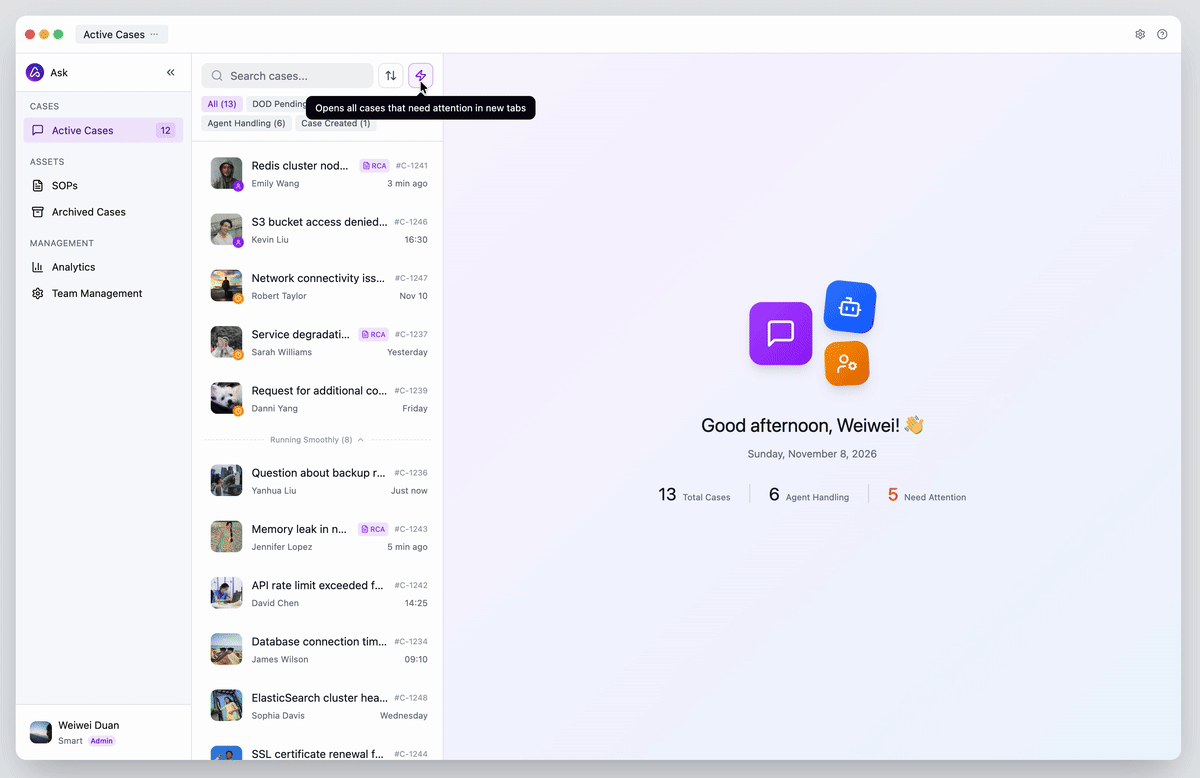 Active Cases ···
Ask
CASES
Active Cases 12
ASSETS
SOPs
Archived Cases
MANAGEMENT
Analytics
Team Management
Weiwei Duan
Smart Admin
Search cases...
Opens all cases that need attention in new tabs
All (13) DOD Pending
Agent Handling (6) Case Created (1)
Redis cluster nod... RCA #C-1241
Emily Wang 3 min ago
S3 bucket access denied... #C-1246
Kevin Liu 16:30
Network connectivity iss... #C-1247
Robert Taylor Nov 10
Service degradati... RCA #C-1237
Sarah Williams Yesterday
Request for additional co... #C-1239
Danni Yang Friday
Running Smoothly (8)
Question about backup r... #C-1236
Yanhua Liu Just now
Memory leak in n... RCA #C-1243
Jennifer Lopez 5 min ago
API rate limit exceeded f... #C-1242
David Chen 14:25
Database connection tim... #C-1234
James Wilson 09:10
ElasticSearch cluster hea... #C-1248
Sophia Davis Wednesday
SSL certificate renewal f... #C-1244
Good afternoon, Weiwei! 👋
Sunday, November 8, 2026
13 Total Cases 6 Agent Handling 5 Need Attention